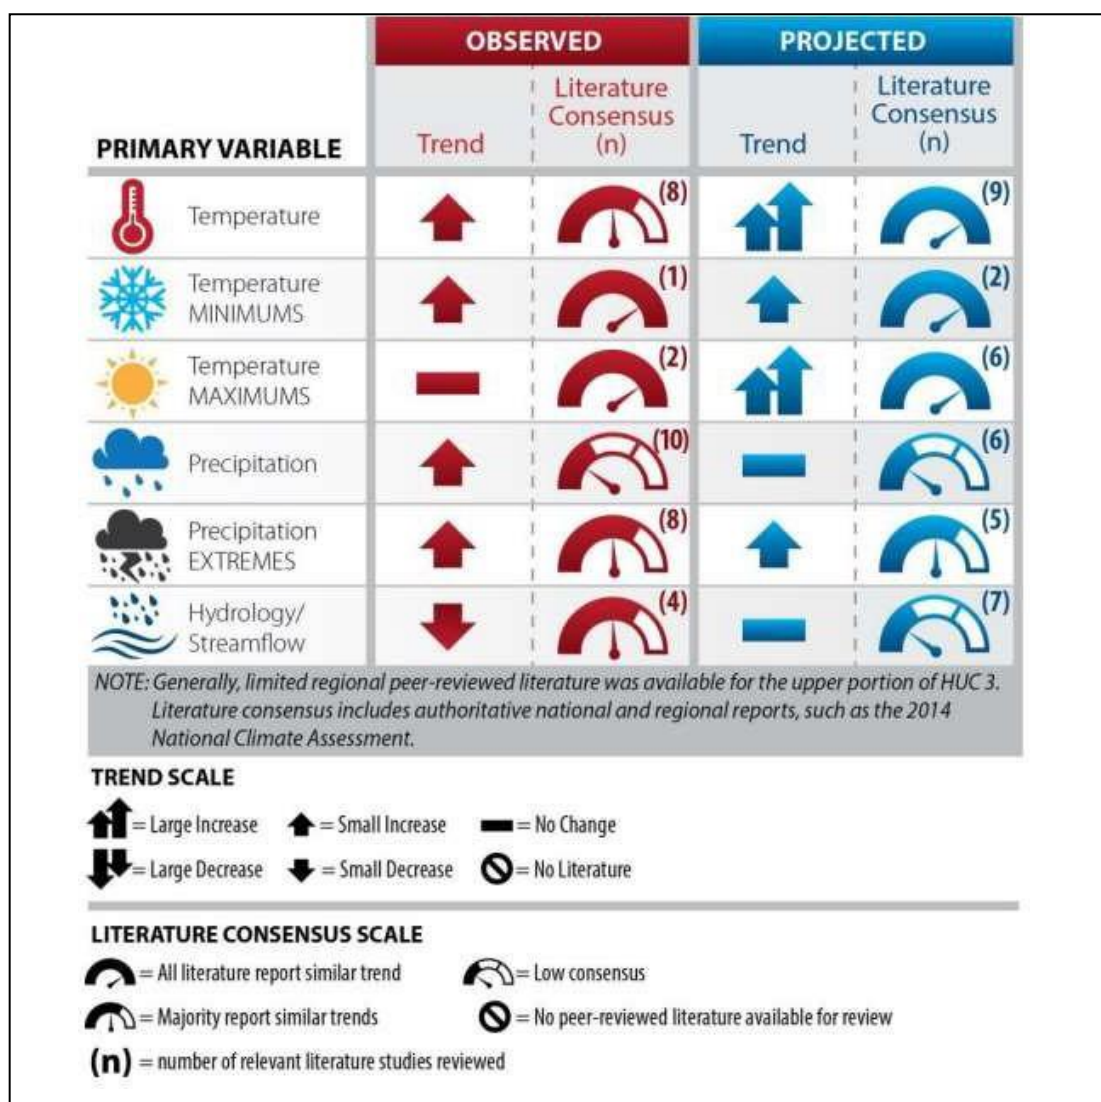 OBSERVED PROJECTED
PRIMARY VARIABLE Trend Literature Consensus (n) Trend Literature Consensus (n)
Temperature (8) (9)
Temperature MINIMUMS (1) (2)
Temperature MAXIMUMS (2) (6)
Precipitation (10) (6)
Precipitation EXTREMES (8) (5)
Hydrology/ Streamflow (4) (7)
NOTE: Generally, limited regional peer-reviewed literature was available for the upper portion of HUC 3.
Literature consensus includes authoritative national and regional reports, such as the 2014
National Climate Assessment.
TREND SCALE
= Large Increase = Small Increase = No Change
= Large Decrease = Small Decrease = No Literature
LITERATURE CONSENSUS SCALE
= All literature report similar trend = Low consensus
= Majority report similar trends = No peer-reviewed literature available for review
(n) = number of relevant literature studies reviewed